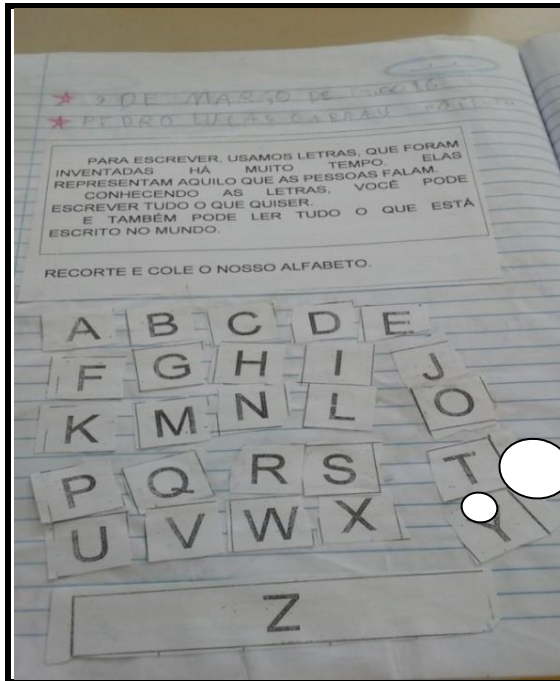 DE MARÇO DE
PEDRO LUCAS
PARA ESCREVER, USAMOS LETRAS, QUE FORAM
INVENTADAS HÁ MUITO TEMPO. ELAS
REPRESENTAM AQUILO QUE AS PESSOAS FALAM.
CONHECENDO AS LETRAS, VOCÊ PODE
ESCREVER TUDO O QUE QUISER.
E TAMBÉM PODE LER TUDO O QUE ESTÁ
ESCRITO NO MUNDO.
RECORTE E COLE O NOSSO ALFABETO.
A B C D E
F G H I J
K M N L O
P Q R S T
U V W X Y
Z